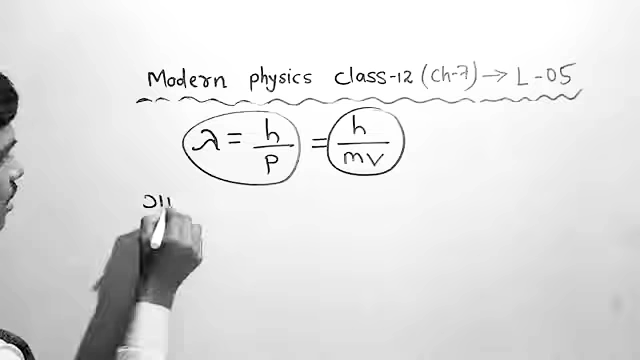 Modern physics class-12 (Ch-7) → L-05
λ = h/p = h/mv